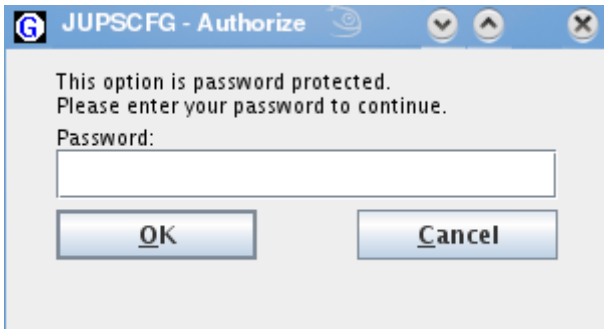 G JUPSCFG - Authorize
This option is password protected.
Please enter your password to continue.
Password:
OK
Cancel